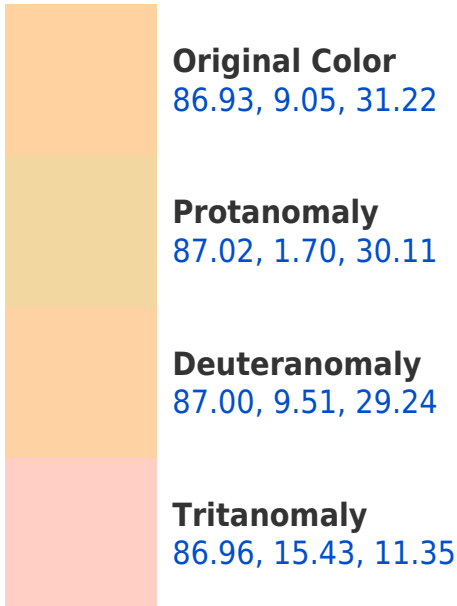 Original Color
86.93, 9.05, 31.22
Protanomaly
87.02, 1.70, 30.11
Deuteranomaly
87.00, 9.51, 29.24
Tritanomaly
86.96, 15.43, 11.35